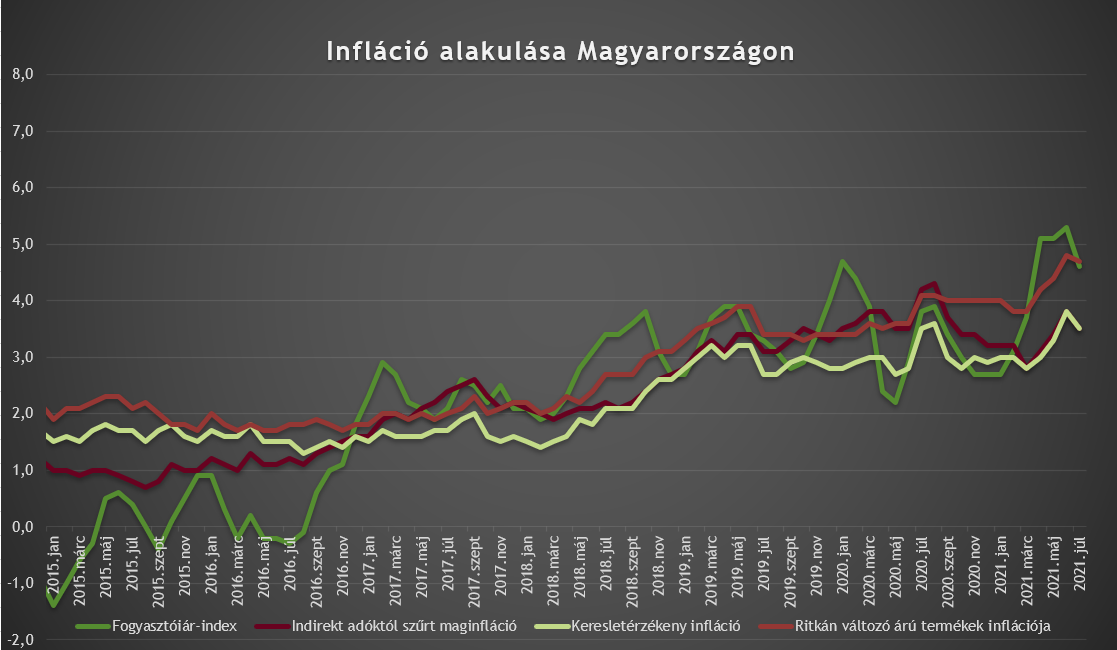 Infláció alakulása Magyarországon
8,0
7,0
6,0
5,0
4,0
3,0
2,0
1,0
0,0
-1,0
-2,0
2015.jan
2015.márc
2015.máj
2015.júl
2015.szept
2015.nov
2016.jan
2016.márc
2016.máj
2016.júl
2016.szept
2016.nov
2017.jan
2017.márc
2017.máj
2017.júl
2017.szept
2017.nov
2018.jan
2018.márc
2018.máj
2018.júl
2018.szept
2018.nov
2019.jan
2019.márc
2019.máj
2019.júl
2019.szept
2019.nov
2020.jan
2020.márc
2020.máj
2020.júl
2020.szept
2020.nov
2021.jan
2021.márc
2021.máj
2021.júl
Fogyasztóiár-index
Indirekt adóktól szűrt maginfláció
Keresletérzékeny infláció
Ritkán változó árú termékek inflációja